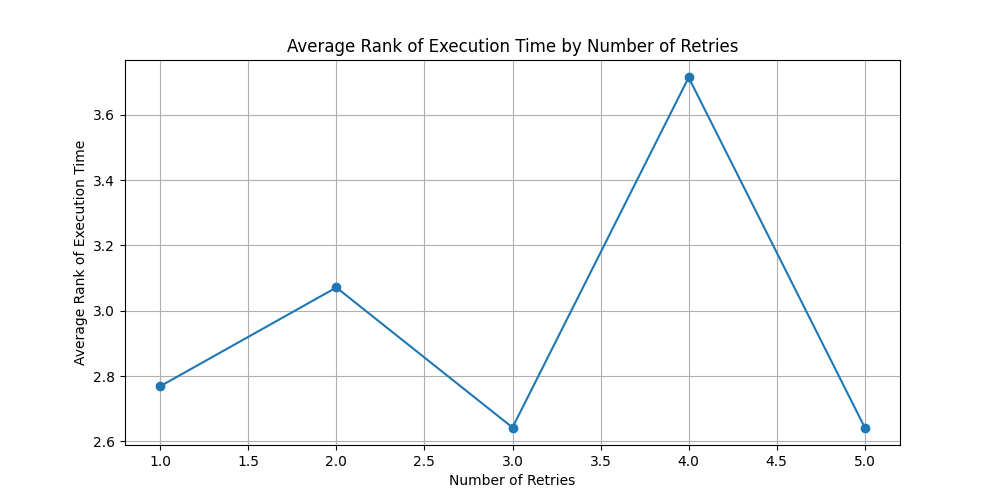 Average Rank of Execution Time by Number of Retries
Average Rank of Execution Time
3.6
3.4
3.2
3.0
2.8
2.6
1.0 1.5 2.0 2.5 3.0 3.5 4.0 4.5 5.0
Number of Retries